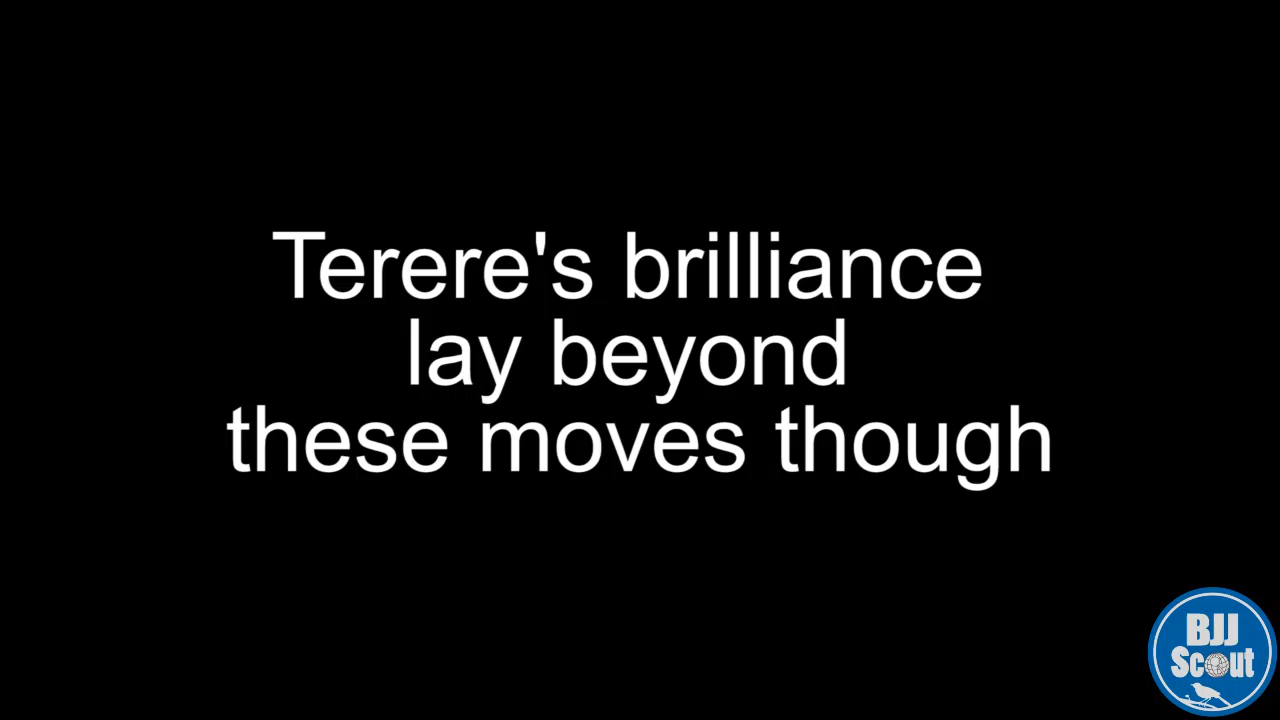 Terere's brilliance
lay beyond
these moves though
BJJ
Scout